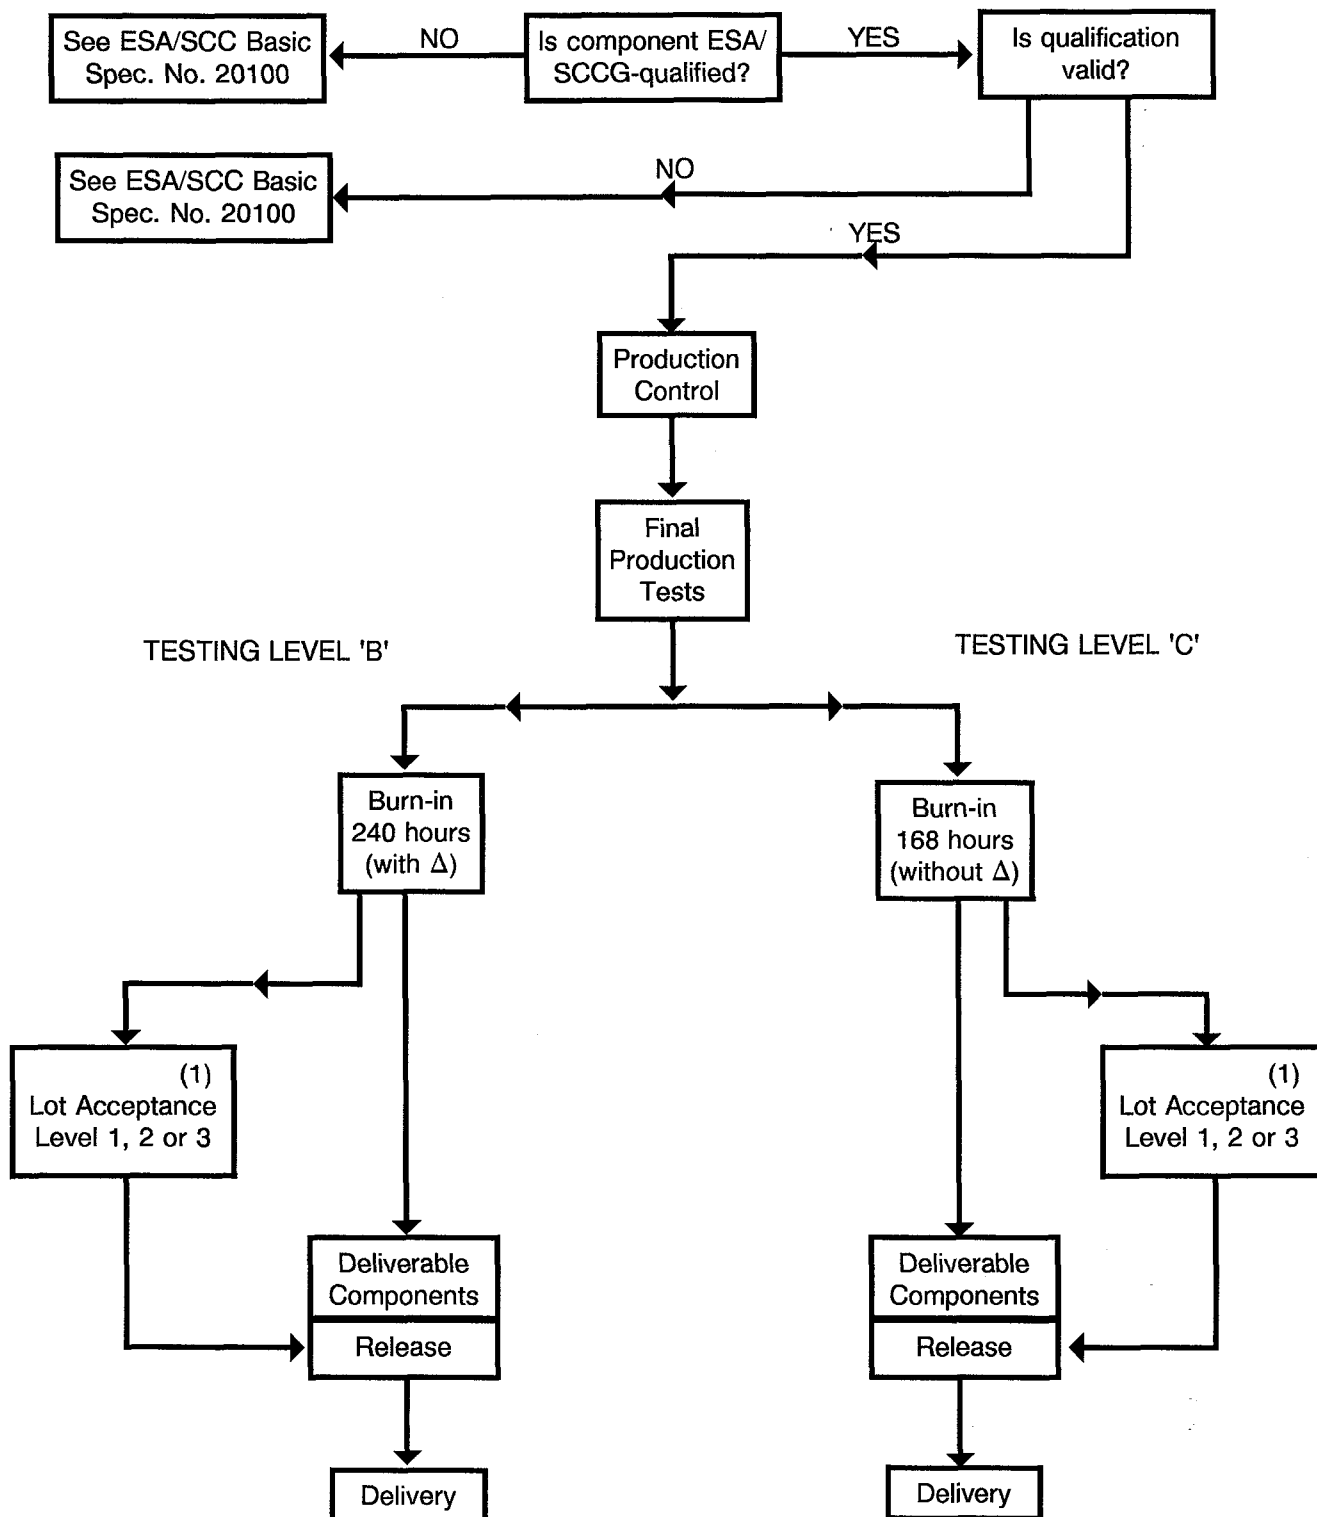 See ESA/SCC Basic
Spec. No. 20100
NO
Is component ESA/
SCCG-qualified?
YES
Is qualification
valid?
See ESA/SCC Basic
Spec. No. 20100
NO
YES
Production
Control
Final
Production
Tests
TESTING LEVEL 'B'
TESTING LEVEL 'C'
Burn-in
240 hours
(with Δ)
Burn-in
168 hours
(without Δ)
(1)
Lot Acceptance
Level 1, 2 or 3
(1)
Lot Acceptance
Level 1, 2 or 3
Deliverable
Components
Release
Deliverable
Components
Release
Delivery
Delivery